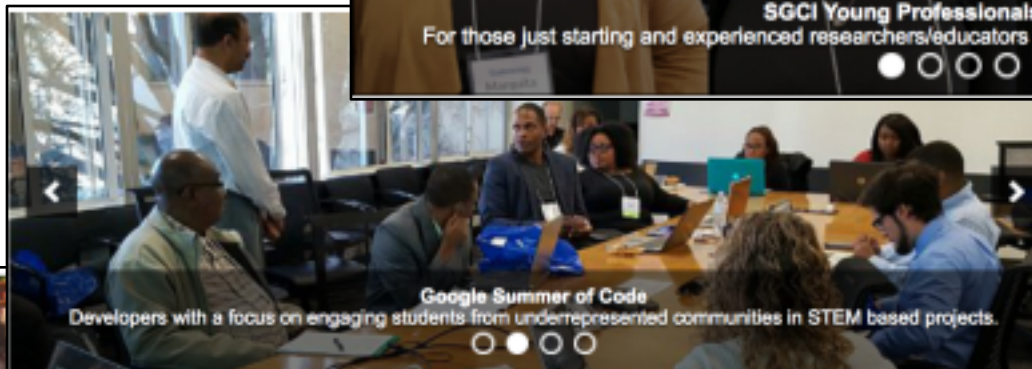 SGCI Young Professionals
For those just starting and experienced researchers/educators
Marquita
Google Summer of Code
Developers with a focus on engaging students from underrepresented communities in STEM based projects.